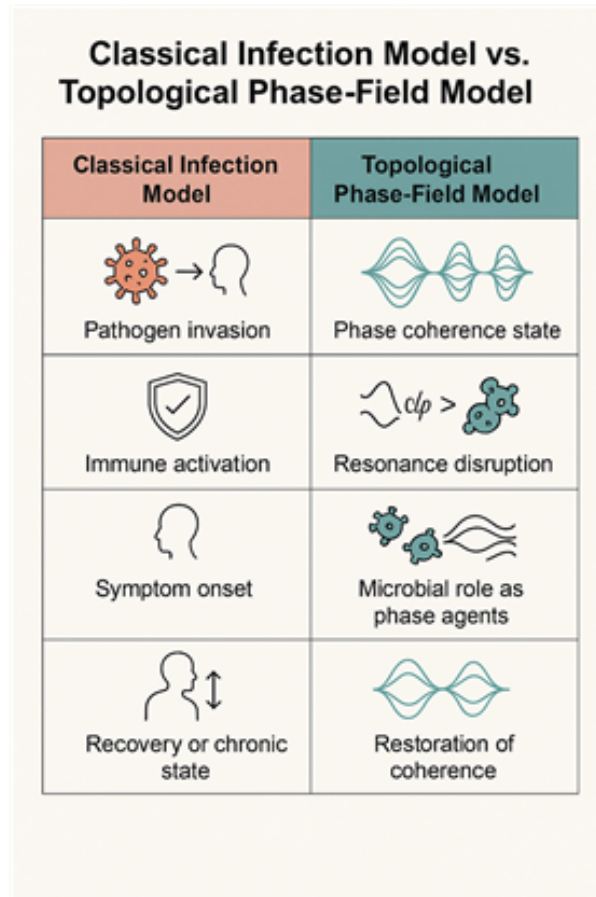 Classical Infection Model vs.
Topological Phase-Field Model
Classical Infection
Model
Topological
Phase-Field Model
Pathogen invasion
Phase coherence state
Immune activation
clp >
Resonance disruption
Symptom onset
Microbial role as
phase agents
Recovery or chronic
state
Restoration of
coherence